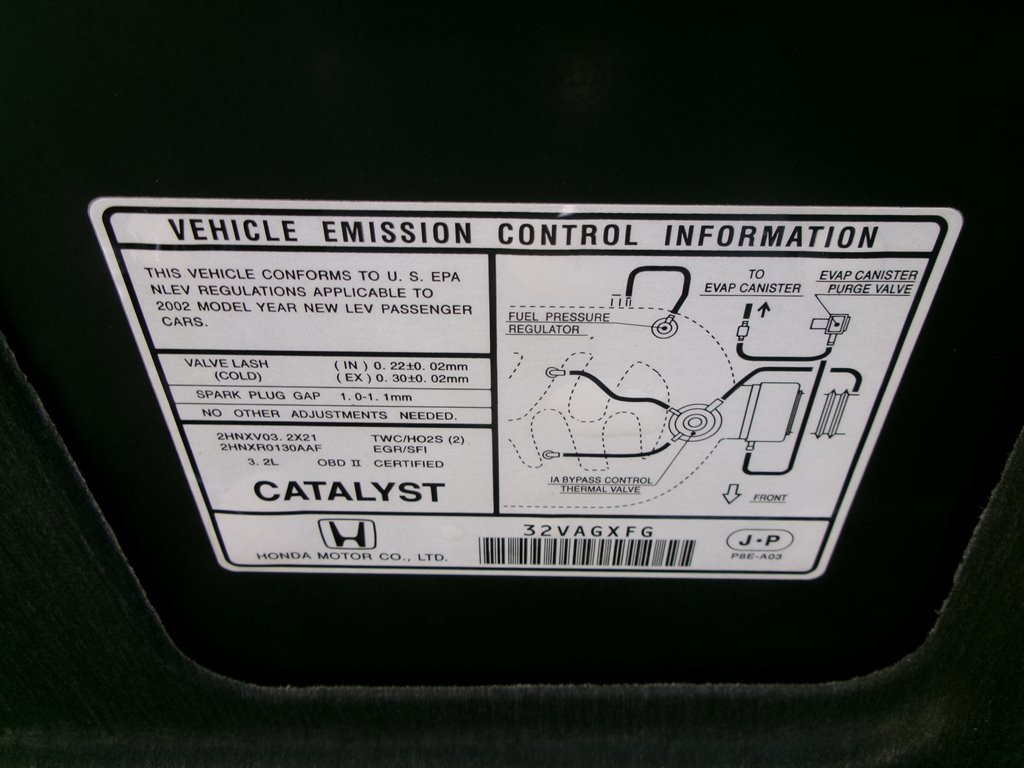 VEHICLE EMISSION CONTROL INFORMATION
THIS VEHICLE CONFORMS TO U. S. EPA
NLEV REGULATIONS APPLICABLE TO
2002 MODEL YEAR NEW LEV PASSENGER
CARS.
VALVE LASH (IN) 0. 22±0. 02mm
(COLD) (EX) 0. 30±0. 02mm
SPARK PLUG GAP 1. 0-1. 1mm
NO OTHER ADJUSTMENTS NEEDED.
2HNXV03. 2X21 TWC/HO2S (2)
2HNXR0130AAF EGR/SFI
3. 2L OBD II CERTIFIED
CATALYST
FUEL PRESSURE
REGULATOR
TO
EVAP CANISTER
EVAP CANISTER
PURGE VALVE
IA BYPASS CONTROL
THERMAL VALVE
FRONT
HONDA MOTOR CO., LTD.
32VAGXFG
J・P
P8E-A03